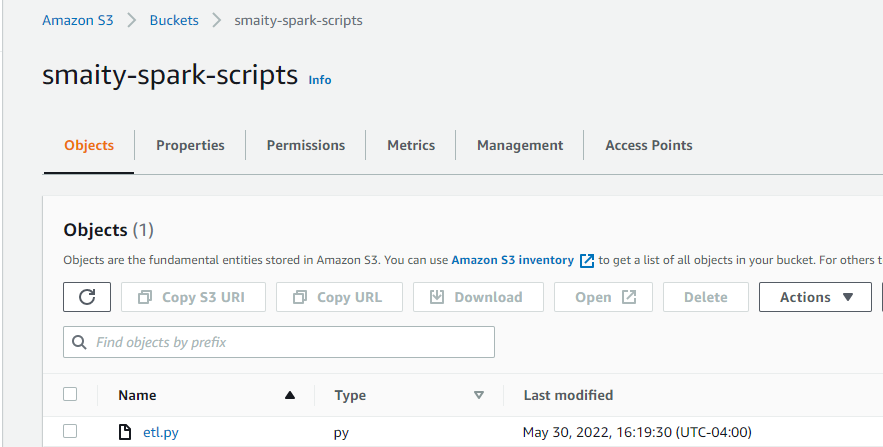 Amazon S3 > Buckets > smaity-spark-scripts
smaity-spark-scripts Info
Objects Properties Permissions Metrics Management Access Points
Objects (1)
Objects are the fundamental entities stored in Amazon S3. You can use Amazon S3 inventory to get a list of all objects in your bucket. For others t
Copy S3 URI Copy URL Download Open Delete Actions
Find objects by prefix
Name Type Last modified
etl.py py May 30, 2022, 16:19:30 (UTC-04:00)